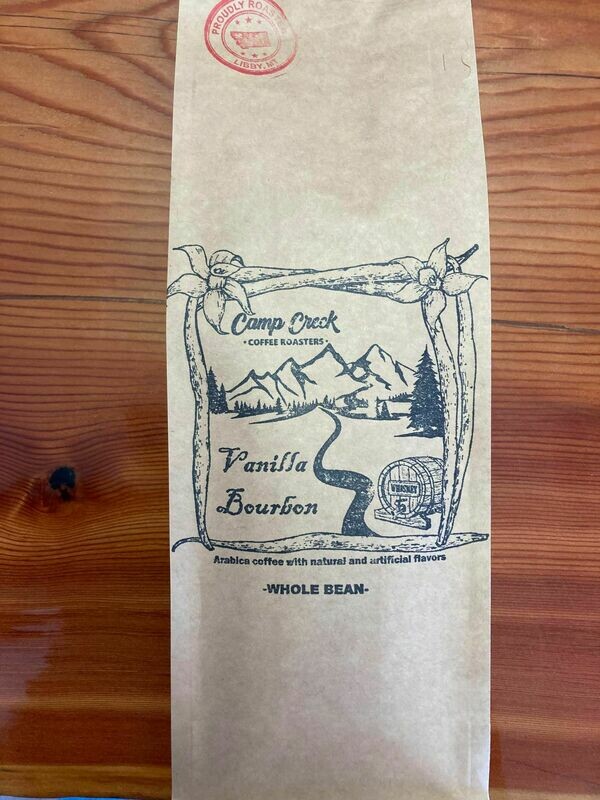 PROUDLY ROAS
LIBBY, MT
Camp Creek
• COFFEE ROASTERS •
Vanilla
Bourbon
WHISKEY
Arabica coffee with natural and artificial flavors
-WHOLE BEAN-